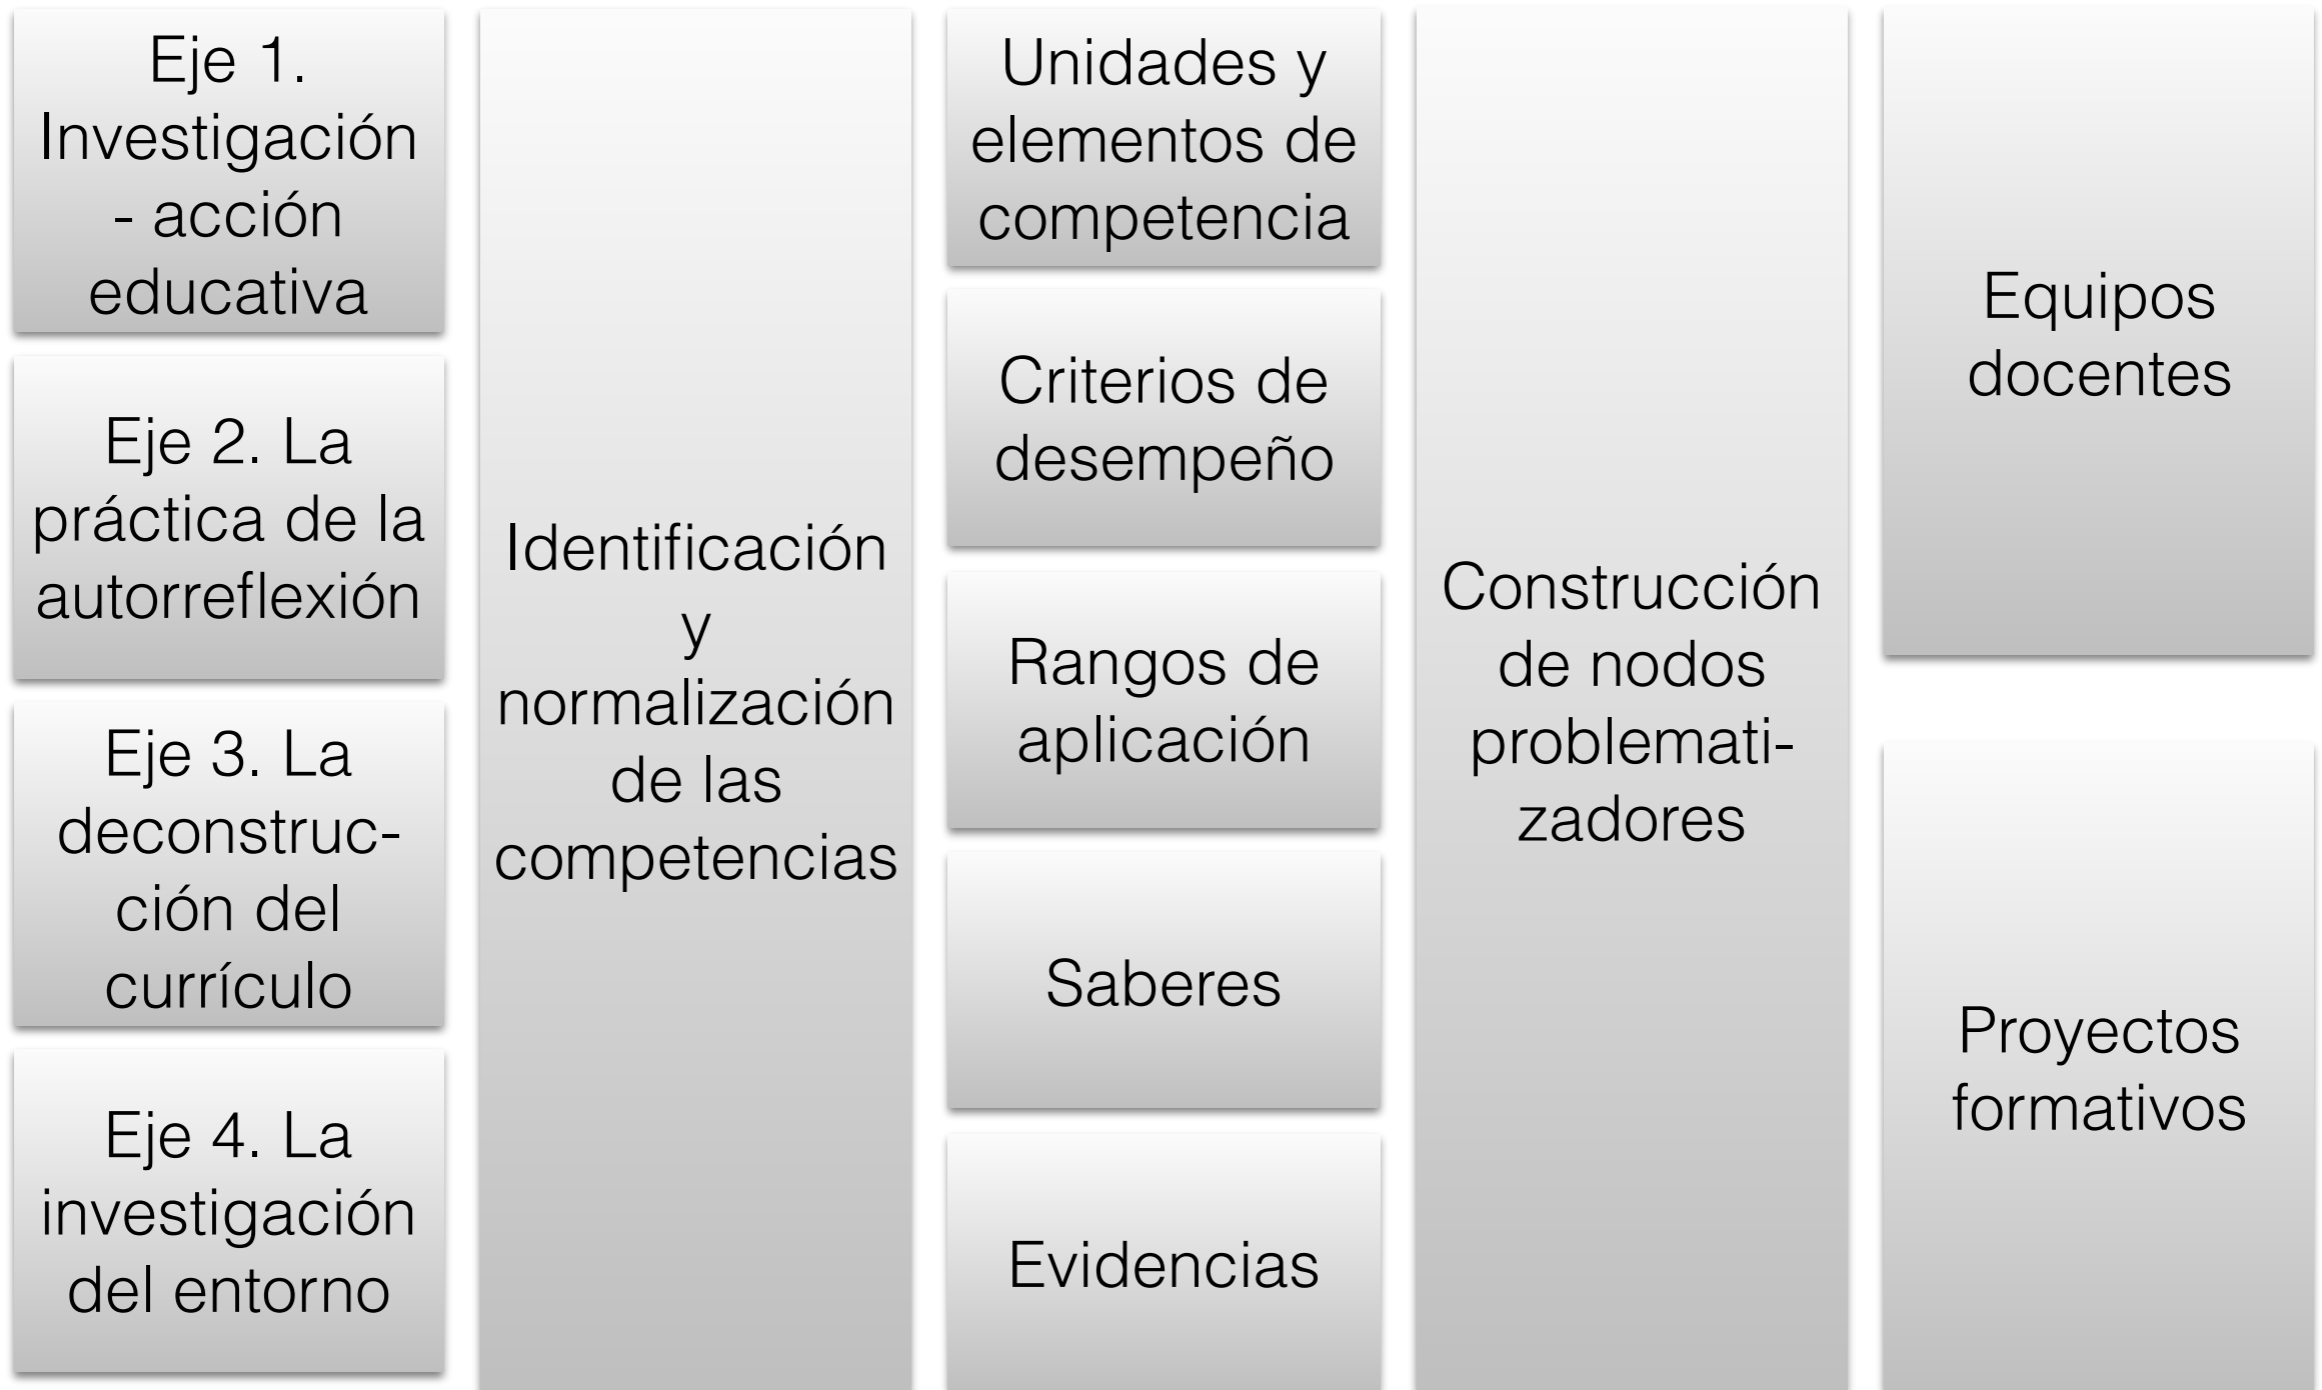 Eje 1.
Investigación
- acción
educativa
Eje 2. La
práctica de la
autorreflexión
Eje 3. La
deconstruc-
ción del
currículo
Eje 4. La
investigación
del entorno
Identificación
y
normalización
de las
competencias
Unidades y
elementos de
competencia
Criterios de
desempeño
Rangos de
aplicación
Saberes
Evidencias
Construcción
de nodos
problemati-
zadores
Equipos
docentes
Proyectos
formativos